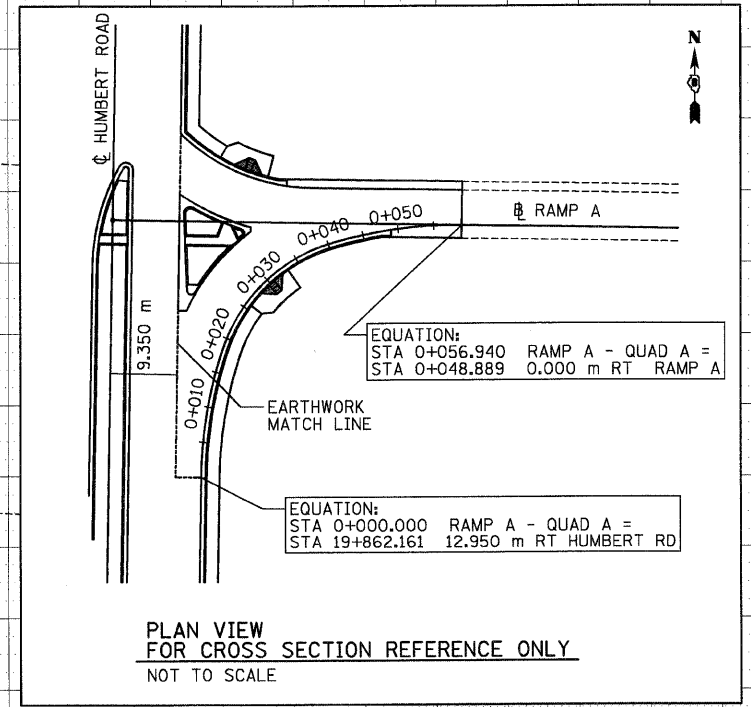 N
℄ HUMBERT ROAD
0+050
0+040
℄ RAMP A
0+030
9.350 m
0+020
0+010
EQUATION:
STA 0+056.940 RAMP A - QUAD A =
STA 0+048.889 0.000 m RT RAMP A
EARTHWORK
MATCH LINE
EQUATION:
STA 0+000.000 RAMP A - QUAD A =
STA 19+862.161 12.950 m RT HUMBERT RD
PLAN VIEW
FOR CROSS SECTION REFERENCE ONLY
NOT TO SCALE